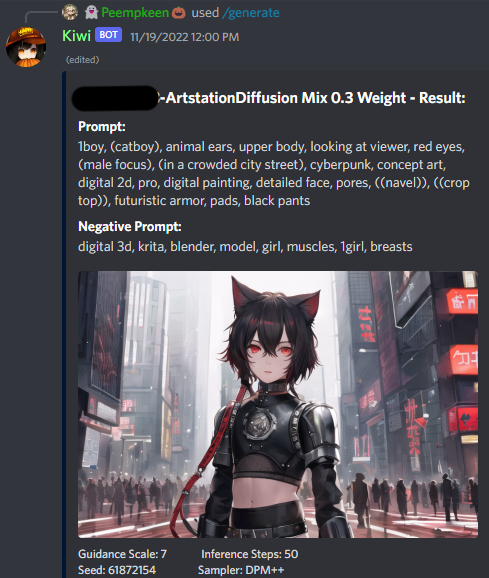 Peempkeen used /generate
Kiwi BOT 11/19/2022 12:00 PM
(edited)
-ArtstationDiffusion Mix 0.3 Weight - Result:
Prompt:
1boy, (catboy), animal ears, upper body, looking at viewer, red eyes,
(male focus), (in a crowded city street), cyberpunk, concept art,
digital 2d, pro, digital painting, detailed face, pores, ((navel)), ((crop
top)), futuristic armor, pads, black pants
Negative Prompt:
digital 3d, krita, blender, model, girl, muscles, 1girl, breasts
Guidance Scale: 7 Inference Steps: 50
Seed: 61872154 Sampler: DPM++